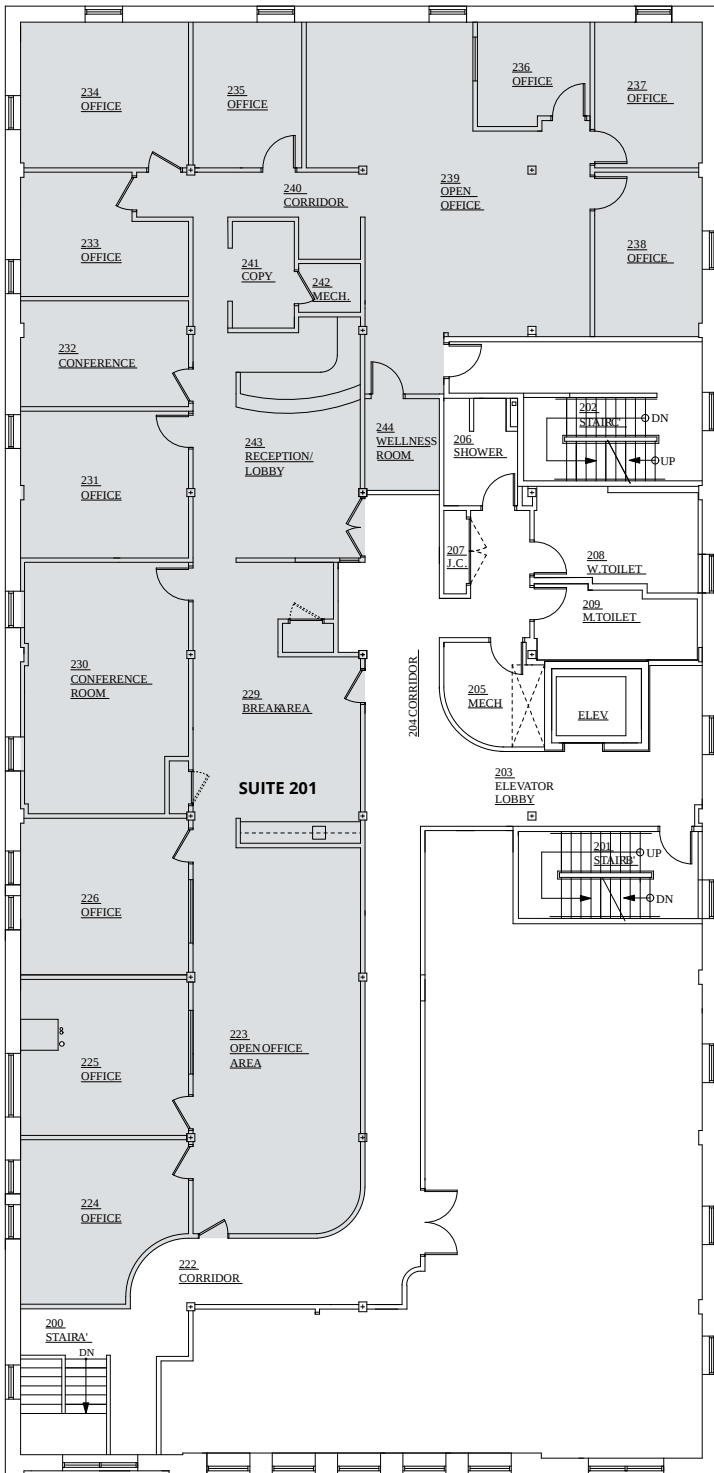 234
OFFICE
235
OFFICE
236
OFFICE
237
OFFICE
239
OPEN
OFFICE
240
CORRIDOR
233
OFFICE
241
COPY
242
MECH.
238
OFFICE
232
CONFERENCE
202
STAIR'C'
DN
UP
243
RECEPTION/
LOBBY
244
WELLNESS
ROOM
206
SHOWER
231
OFFICE
207
J.C.
208
W.TOILET
209
M.TOILET
230
CONFERENCE
ROOM
229
BREAKAREA
204 CORRIDOR
205
MECH
ELEV
203
ELEVATOR
LOBBY
SUITE 201
201
STAIR'B'
UP
DN
226
OFFICE
223
OPEN OFFICE
AREA
225
OFFICE
224
OFFICE
222
CORRIDOR
200
STAIR'A'
DN